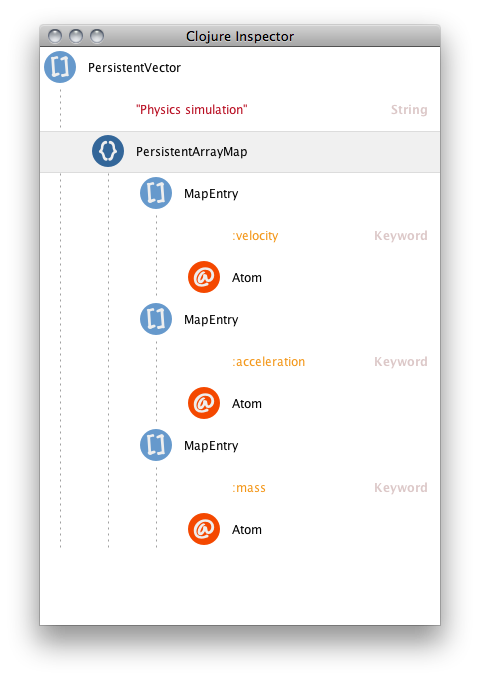 Clojure Inspector
[] PersistentVector
"Physics simulation" String
{} PersistentArrayMap
[] MapEntry
:velocity Keyword
@ Atom
[] MapEntry
:acceleration Keyword
@ Atom
[] MapEntry
:mass Keyword
@ Atom